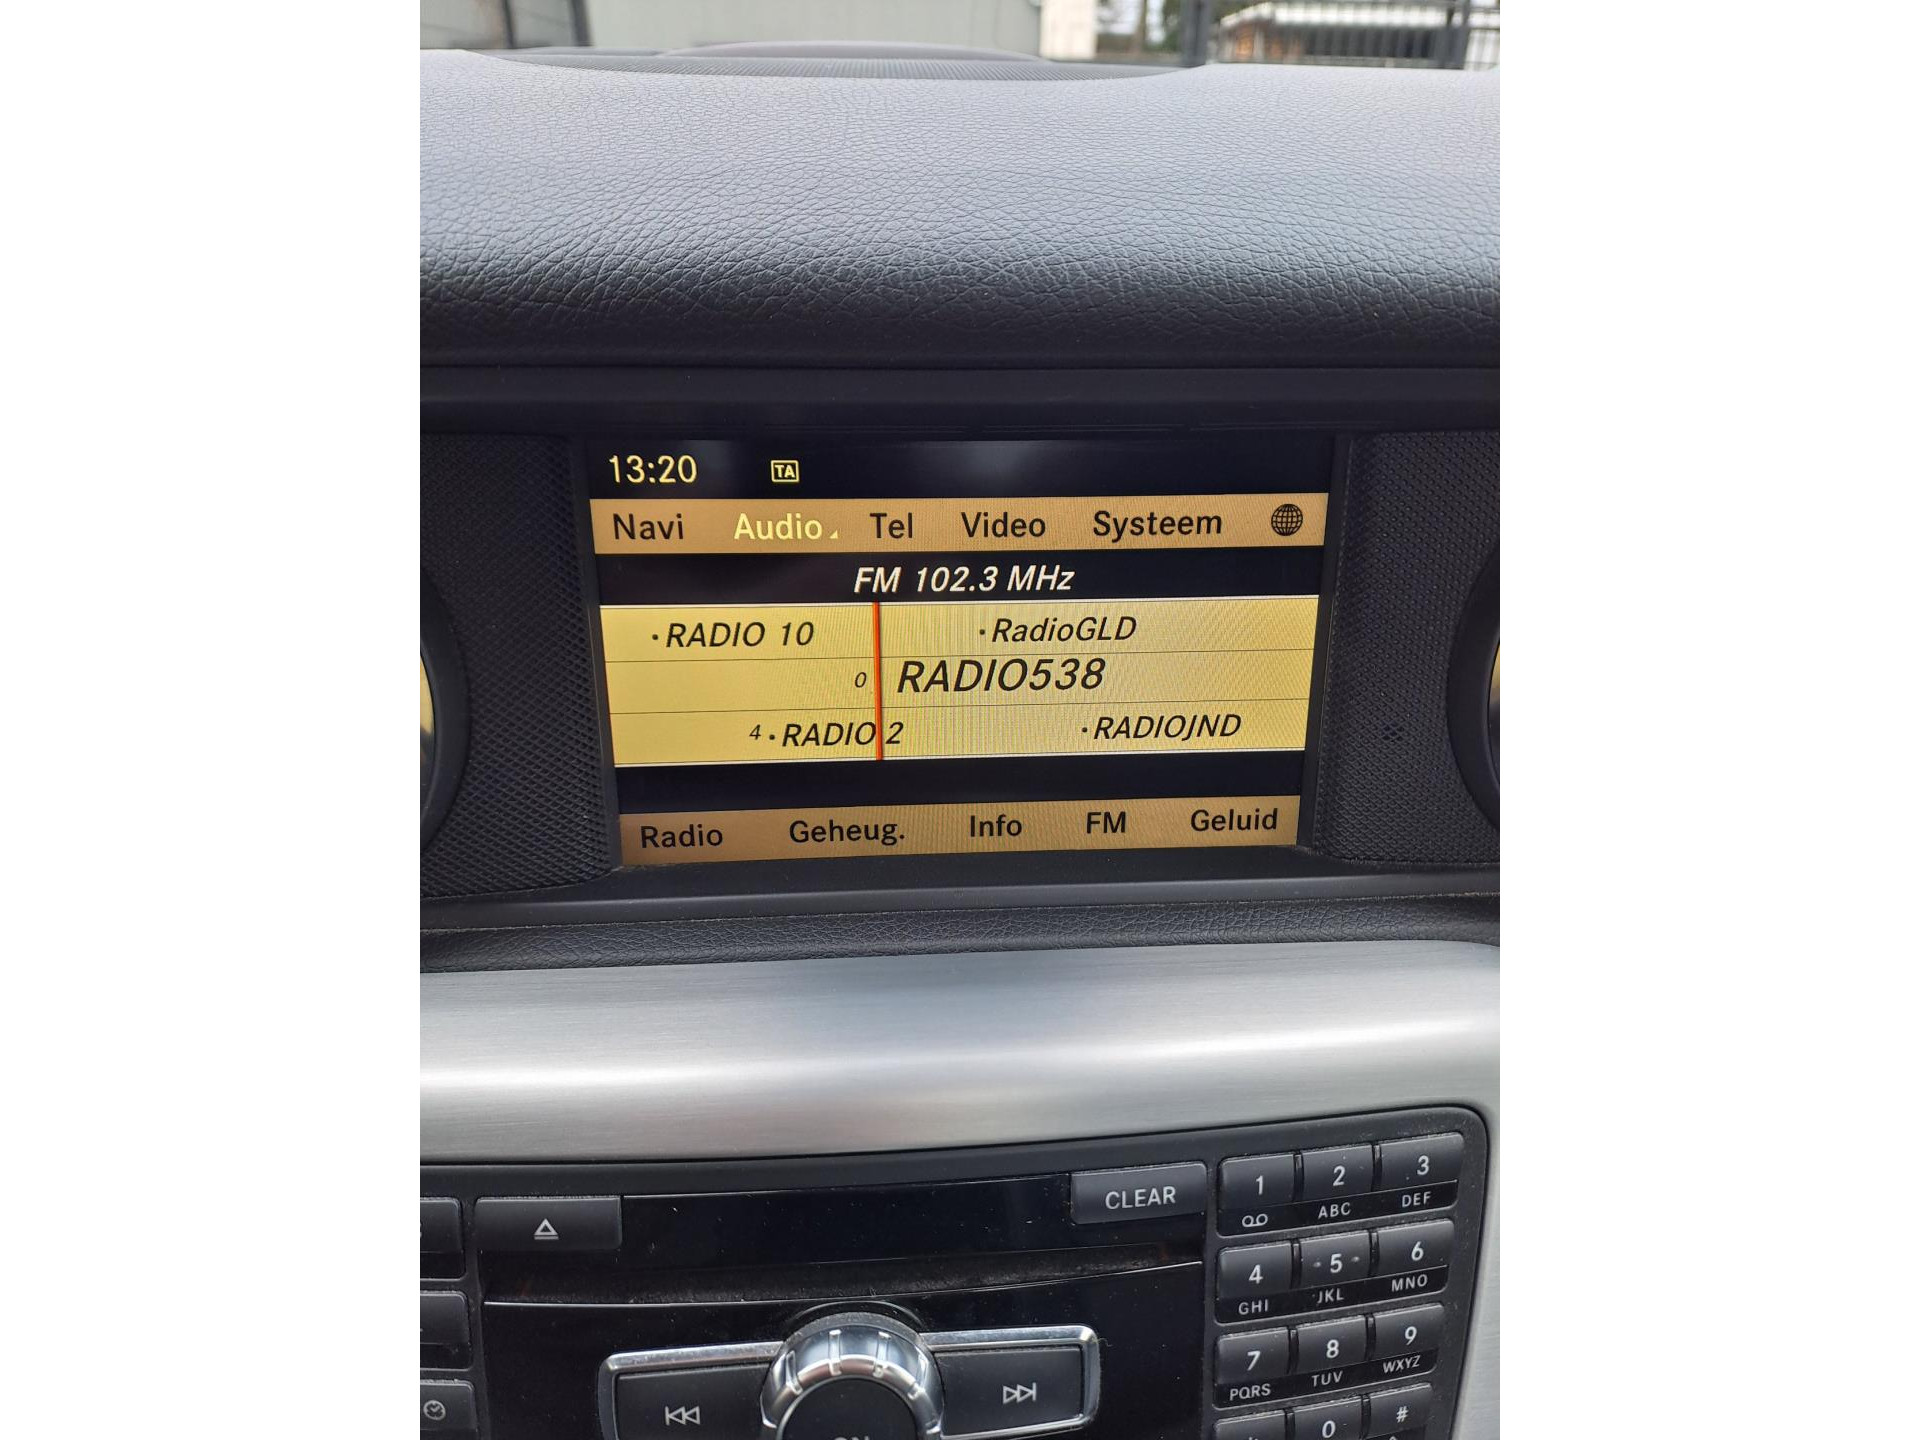 13:20 TA
Navi Audio Tel Video Systeem
FM 102.3 MHz
·RADIO 10 ·RadioGLD
0 RADIO538
4·RADIO 2 ·RADIOJND
Radio Geheug. Info FM Geluid
CLEAR
1 2 3
ABC DEF
4 5 6
GHI JKL MNO
7 8 9
PQRS TUV WXYZ
0 #
ON